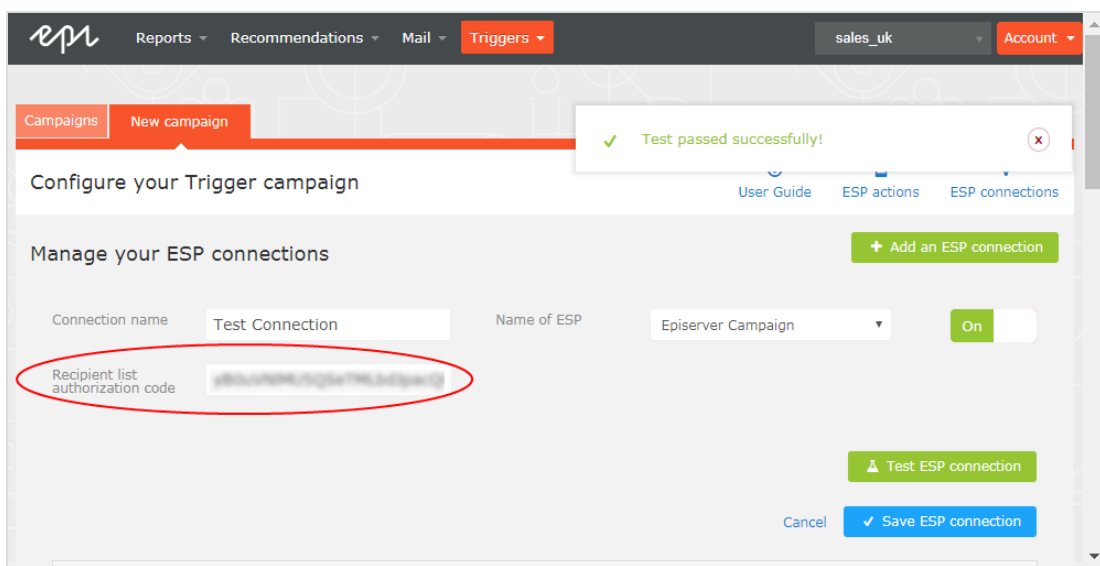 epi Reports Recommendations Mail Triggers sales_uk Account
Campaigns New campaign
Test passed successfully!
x
Configure your Trigger campaign
User Guide ESP actions ESP connections
Manage your ESP connections
+ Add an ESP connection
Connection name Test Connection Name of ESP Episerver Campaign On
Recipient list
authorization code
Test ESP connection
Cancel Save ESP connection